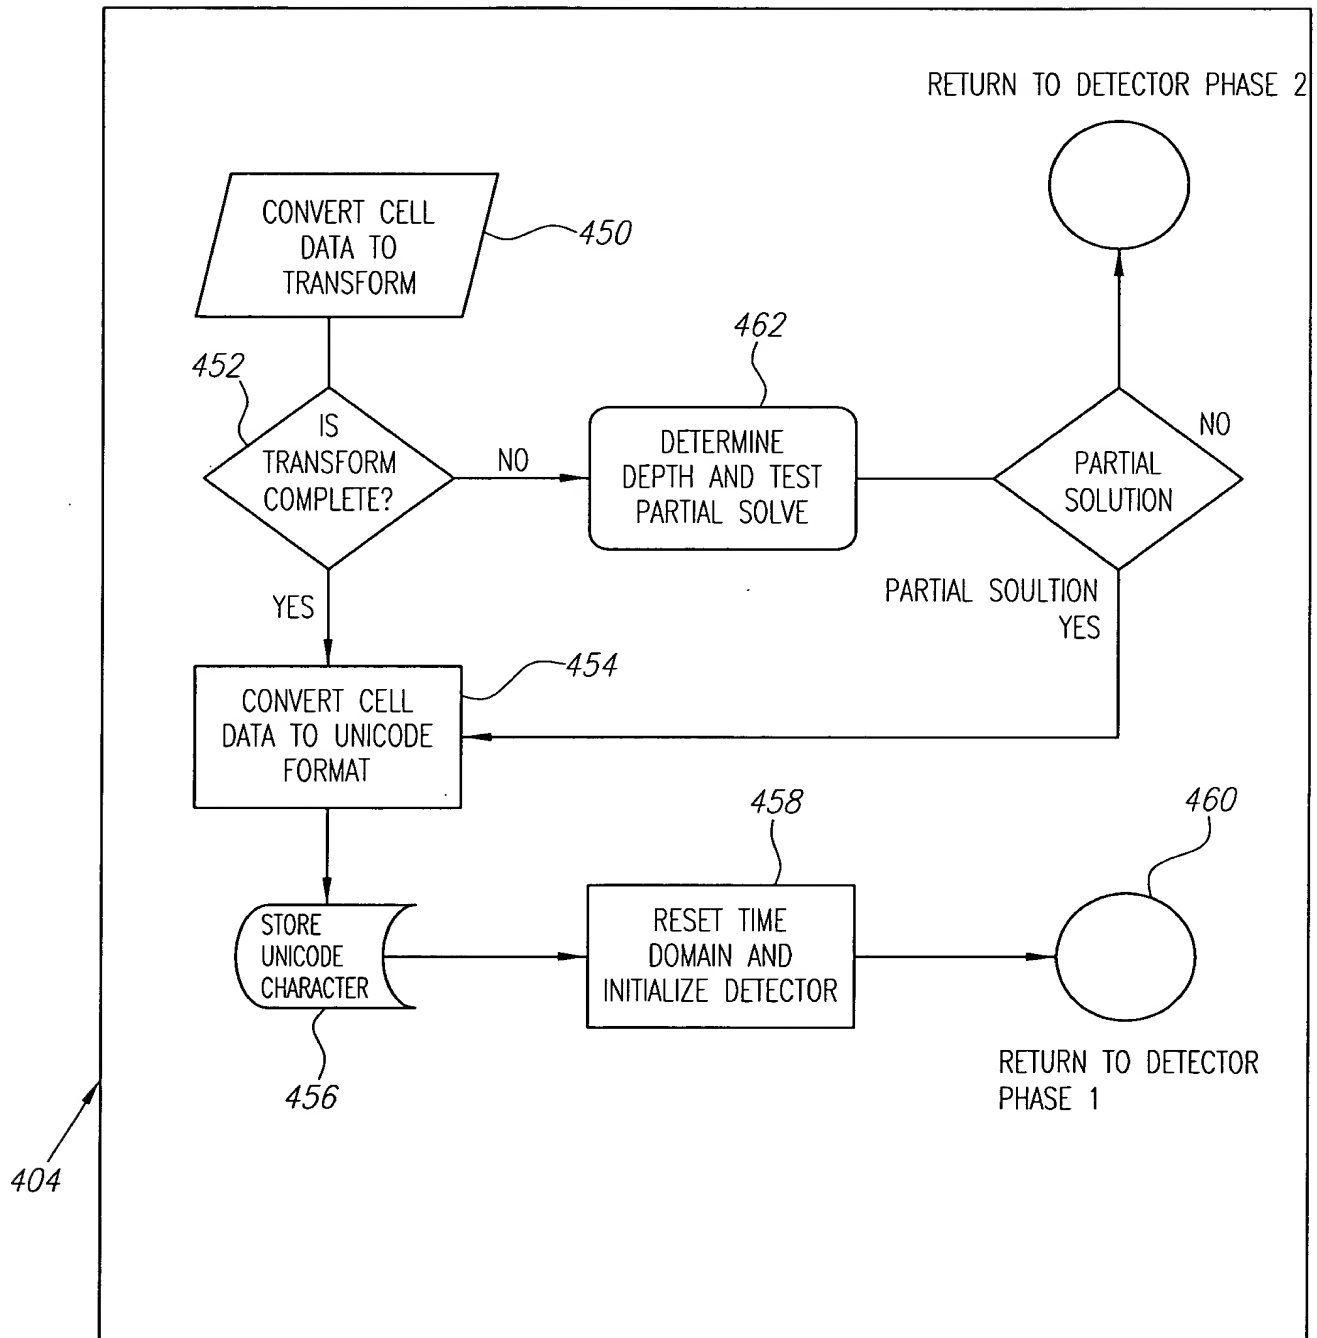 RETURN TO DETECTOR PHASE 2
CONVERT CELL
DATA TO
TRANSFORM
450
452
IS
TRANSFORM
COMPLETE?
NO
462
DETERMINE
DEPTH AND TEST
PARTIAL SOLVE
PARTIAL
SOLUTION
NO
YES
PARTIAL SOULTION
YES
454
CONVERT CELL
DATA TO UNICODE
FORMAT
STORE
UNICODE
CHARACTER
456
458
RESET TIME
DOMAIN AND
INITIALIZE DETECTOR
460
RETURN TO DETECTOR
PHASE 1
404